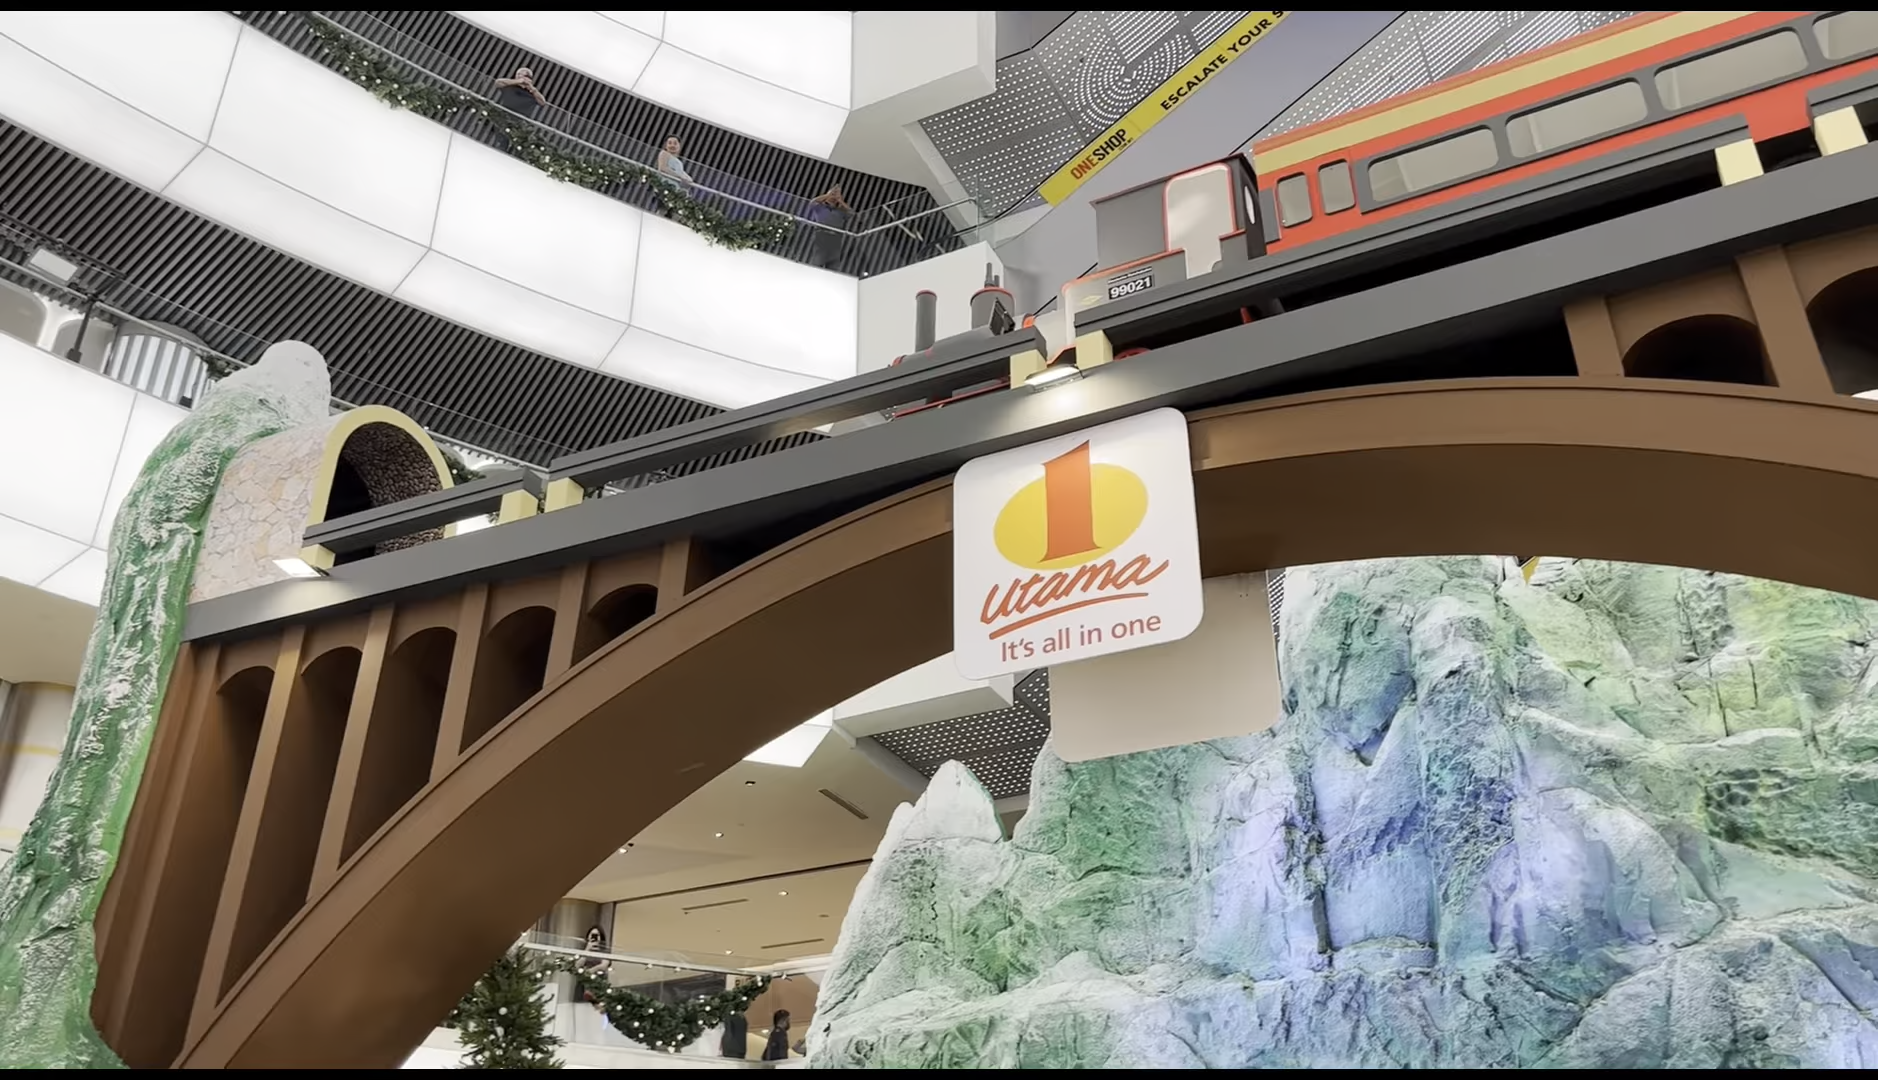 ESCALATE YOUR S
ONESHOP
99021
1
Utama
It's all in one